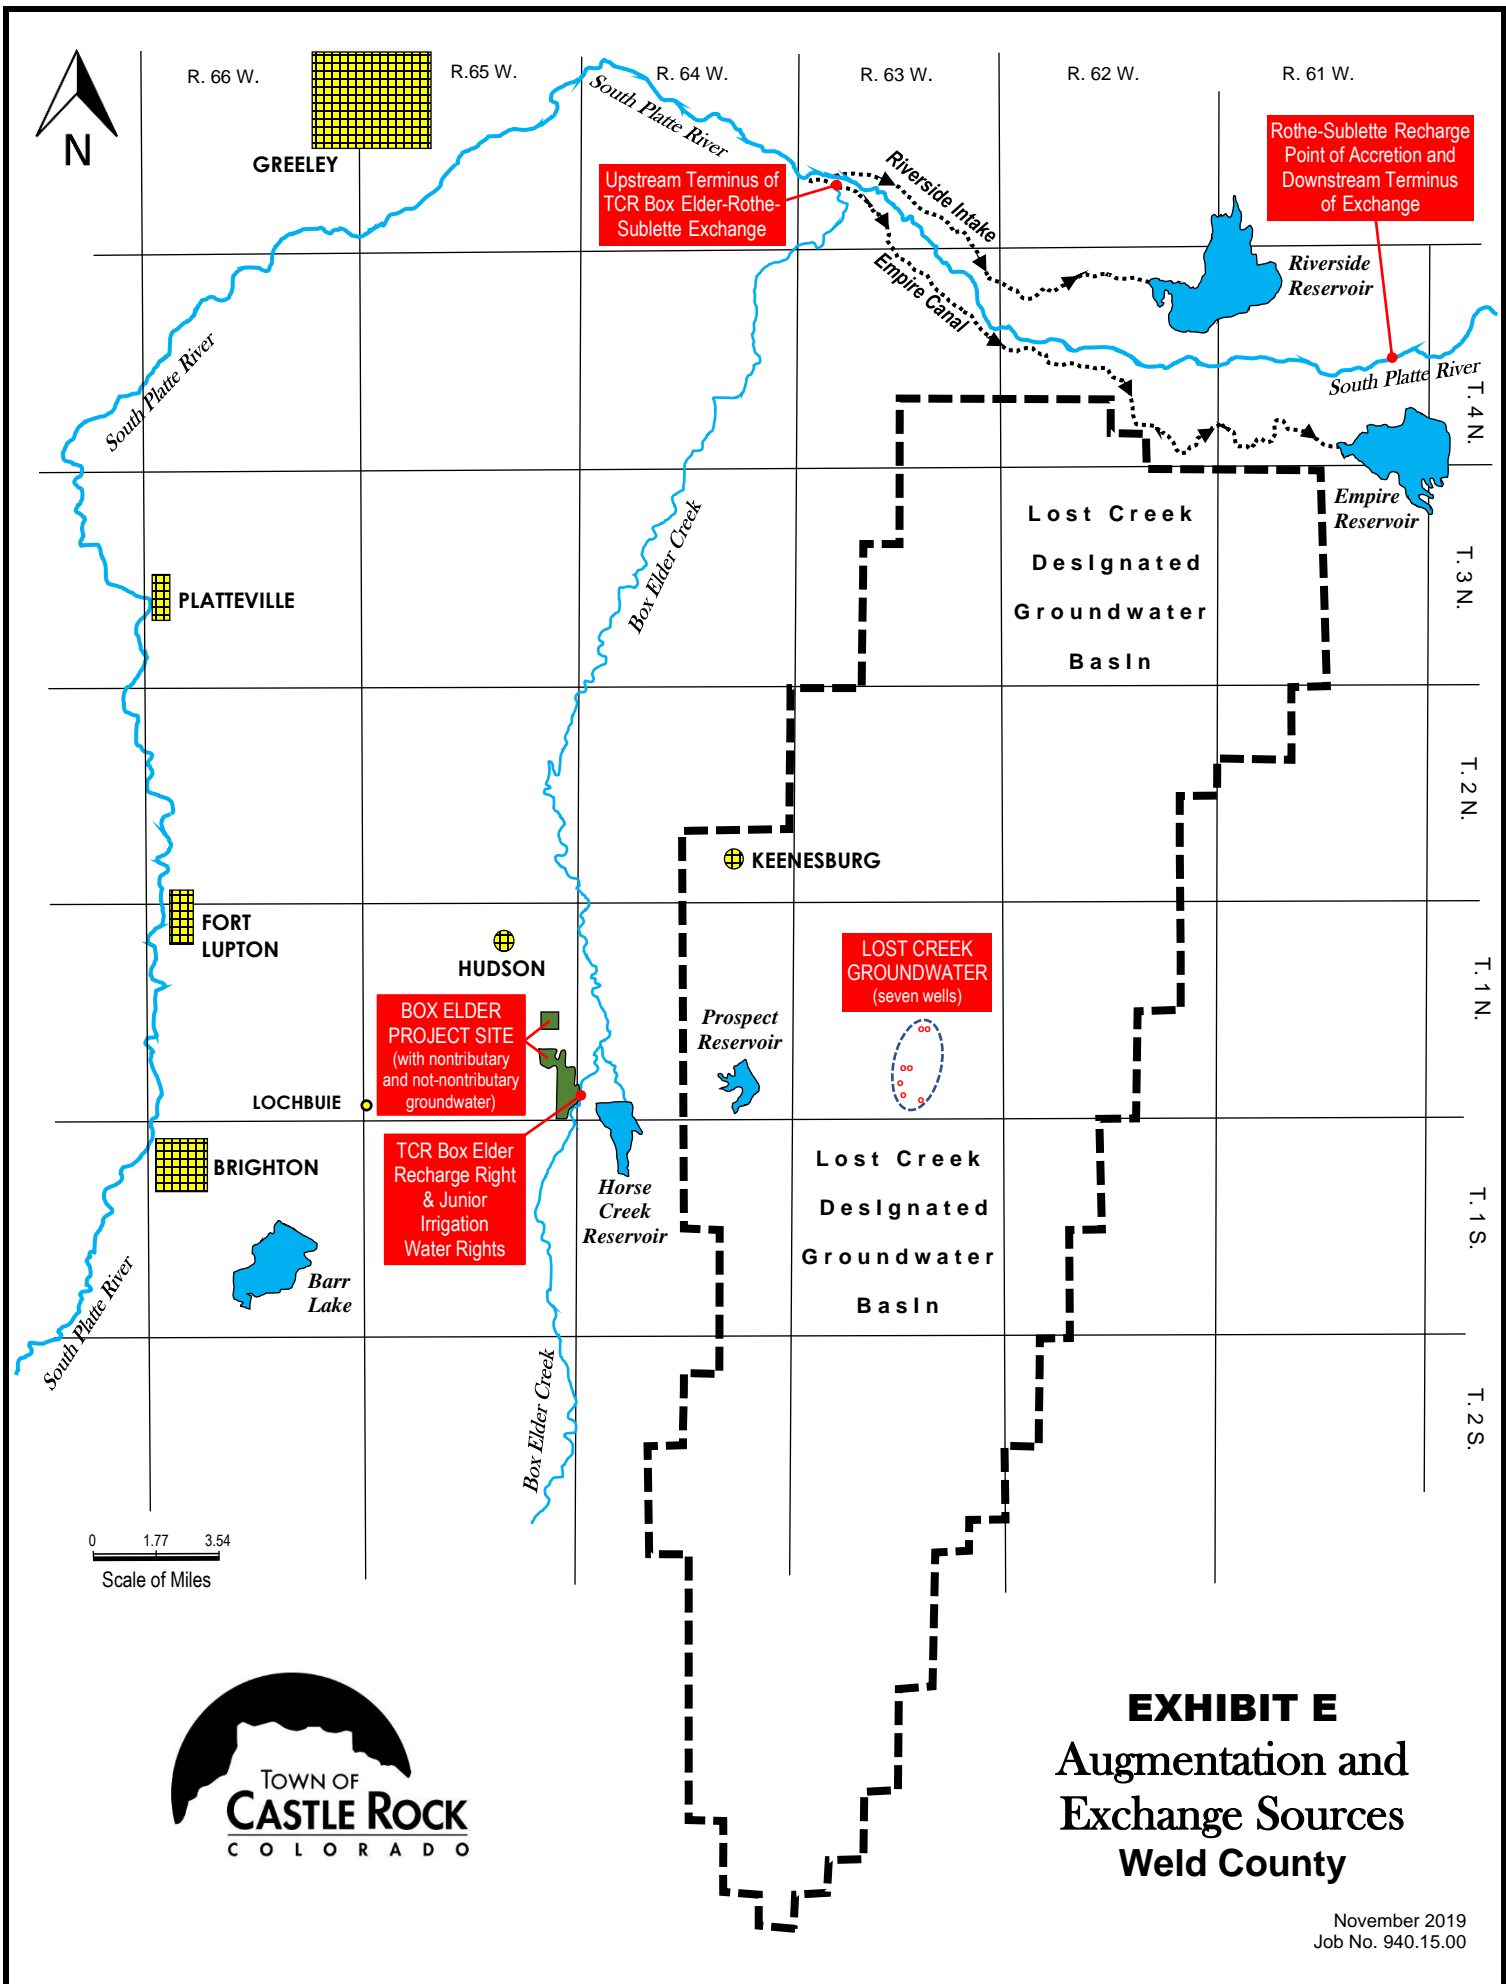 R. 66 W.
R.65 W.
R. 64 W.
R. 63 W.
R. 62 W.
R. 61 W.
N
GREELEY
South Platte River
Upstream Terminus of
TCR Box Elder-Rothe-
Sublette Exchange
Riverside Intake
Empire Canal
Rothe-Sublette Recharge
Point of Accretion and
Downstream Terminus
of Exchange
Riverside
Reservoir
South Platte River
South Platte River
T. 4 N.
Empire
Reservoir
Box Elder Creek
Lost Creek
DesIgnated
Groundwater
BasIn
T. 3 N.
PLATTEVILLE
T. 2 N.
KEENESBURG
FORT
LUPTON
HUDSON
LOST CREEK
GROUNDWATER
(seven wells)
T. 1 N.
BOX ELDER
PROJECT SITE
(with nontributary
and not-nontributary
groundwater)
Prospect
Reservoir
LOCHBUIE
TCR Box Elder
Recharge Right
& Junior
Irrigation
Water Rights
BRIGHTON
Horse
Creek
Reservoir
Lost Creek
DesIgnated
Groundwater
BasIn
T. 1 S.
Barr
Lake
South Platte River
Box Elder Creek
T. 2 S.
0 1.77 3.54
Scale of Miles
TOWN OF
CASTLE ROCK
COLORADO
EXHIBIT E
Augmentation and
Exchange Sources
Weld County
November 2019
Job No. 940.15.00